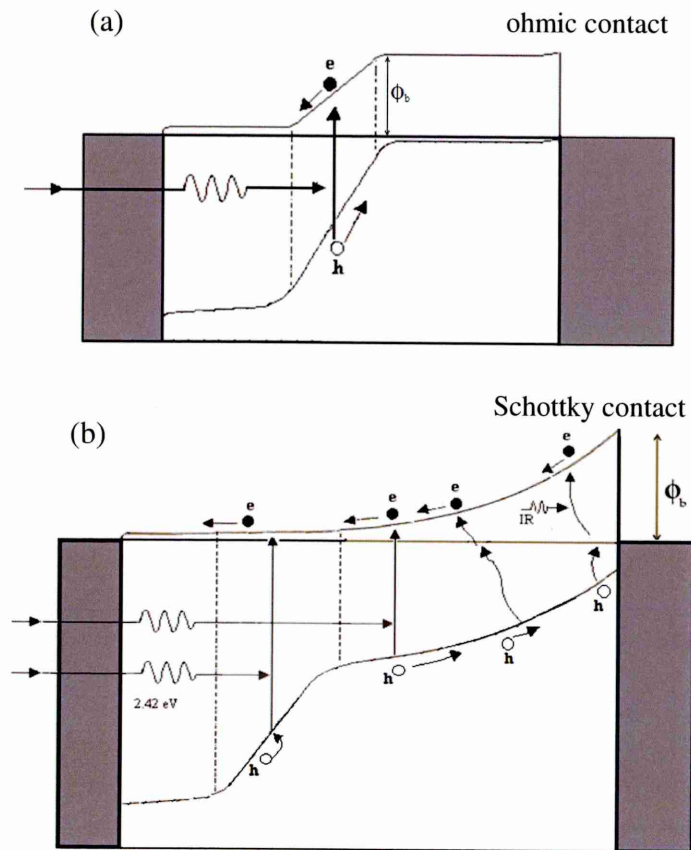 (a)
ohmic contact
e
ϕb
h
Schottky contact
(b)
e
e
e
e
ϕb
IR
h
h
h
2.42 eV
h